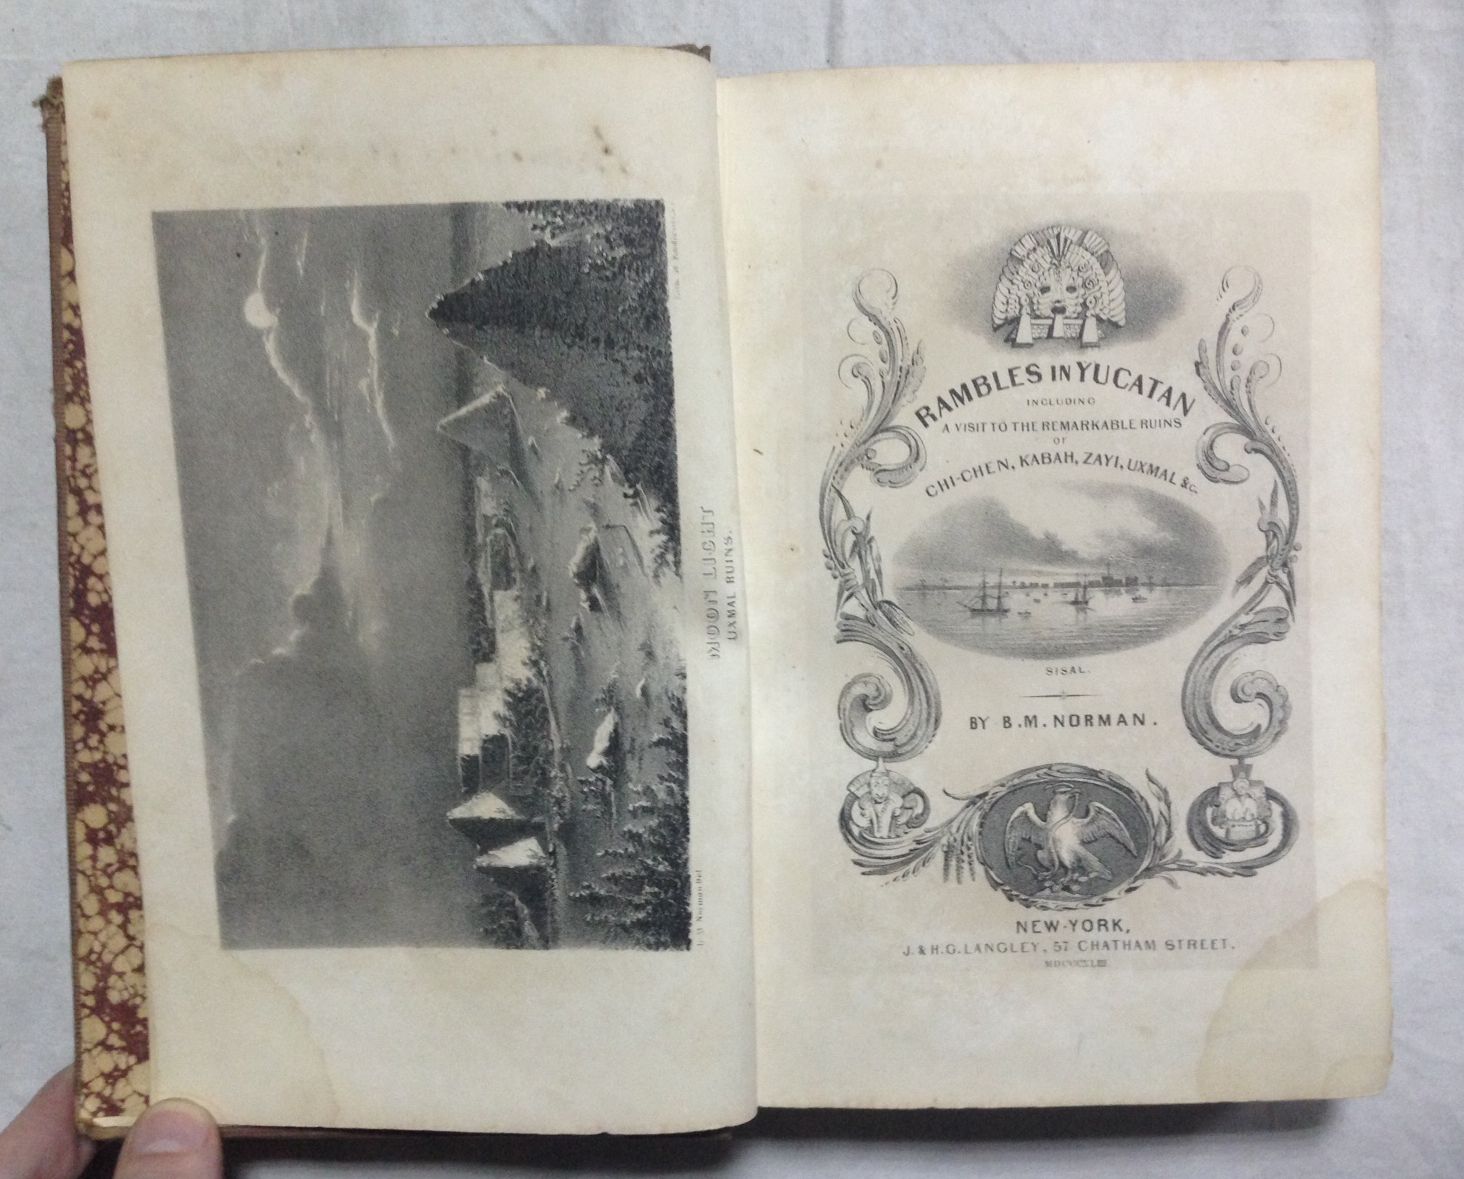 MOON LIGHT
UXMAL RUINS.
RAMBLES IN YUCATAN
INCLUDING
A VISIT TO THE REMARKABLE RUINS
OF
CHI-CHEN, KABAH, ZAYI, UXMAL &c.
SISAL.
BY B.M. NORMAN.
NEW-YORK,
J. & H.G. LANGLEY, 57 CHATHAM STREET.